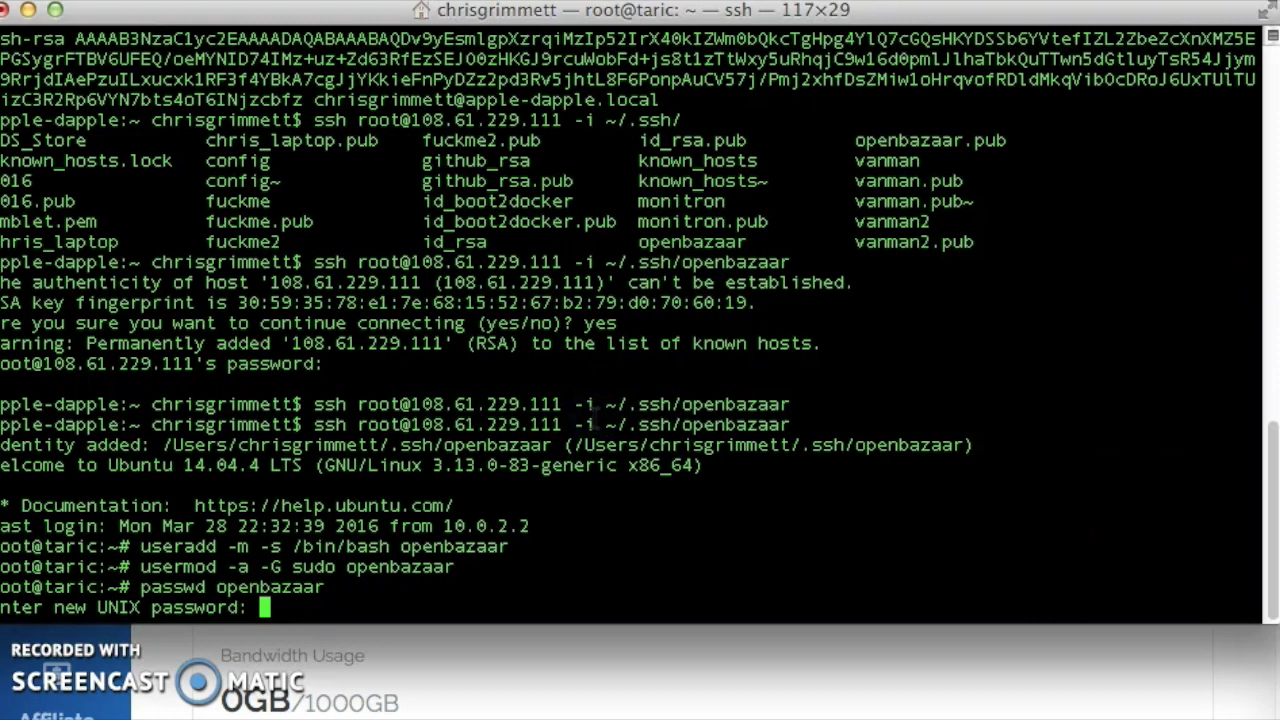 chrisgrimmett — root@taric: ~ — ssh — 117×29
sh-rsa AAAAB3NzaC1yc2EAAAADAQABAAABAQDv9yEsmlgpXzrqiMzIp52IrX40kIZWm0bQkcTgHpg4YlQ7cGQsHKYDSSb6YVtefIZL2ZbeZcXnXMZ5E
PGSygrFTBV6UFEQ/oeMYNID74IMz+uz+Zd63RfEzSEJO0zHKGJ9rcuWobFd+js8t1zTtWxy5uRhqjC9w16d0pmlJlhaTbkQuTTwn5dGtluyTsR54Jjym
9RrjdIAePzuILxucxk1RF3f4YBkA7cgJjYKkieFnPyDZz2pd3Rv5jhtL8F6PonpAuCV57j/Pmj2xhfDsZMiw1oHrqvofRDldMkqVib0cDRoJ6UxTUlTU
izC3R2Rp6VYN7bts4oT6INjzcbfz chrisgrimmett@apple-dapple.local
pple-dapple:~ chrisgrimmett$ ssh root@108.61.229.111 -i ~/.ssh/
DS_Store chris_laptop.pub fuckme2.pub id_rsa.pub openbazaar.pub
known_hosts.lock config github_rsa known_hosts vanman
016 config~ github_rsa.pub known_hosts~ vanman.pub
016.pub fuckme id_boot2docker monitron vanman.pub~
mblet.pem fuckme.pub id_boot2docker.pub monitron.pub vanman2
hris_laptop fuckme2 id_rsa openbazaar vanman2.pub
pple-dapple:~ chrisgrimmett$ ssh root@108.61.229.111 -i ~/.ssh/openbazaar
he authenticity of host '108.61.229.111 (108.61.229.111)' can't be established.
SA key fingerprint is 30:59:35:78:e1:7e:68:15:52:67:b2:79:d0:70:60:19.
re you sure you want to continue connecting (yes/no)? yes
arning: Permanently added '108.61.229.111' (RSA) to the list of known hosts.
oot@108.61.229.111's password:
pple-dapple:~ chrisgrimmett$ ssh root@108.61.229.111 -i ~/.ssh/openbazaar
pple-dapple:~ chrisgrimmett$ ssh root@108.61.229.111 -i ~/.ssh/openbazaar
dentity added: /Users/chrisgrimmett/.ssh/openbazaar (/Users/chrisgrimmett/.ssh/openbazaar)
elcome to Ubuntu 14.04.4 LTS (GNU/Linux 3.13.0-83-generic x86_64)
* Documentation: https://help.ubuntu.com/
ast login: Mon Mar 28 22:32:39 2016 from 10.0.2.2
oot@taric:~# useradd -m -s /bin/bash openbazaar
oot@taric:~# usermod -a -G sudo openbazaar
oot@taric:~# passwd openbazaar
nter new UNIX password:
RECORDED WITH
SCREENCAST MATIC
Bandwidth Usage
0GB/1000GB
Affiliate